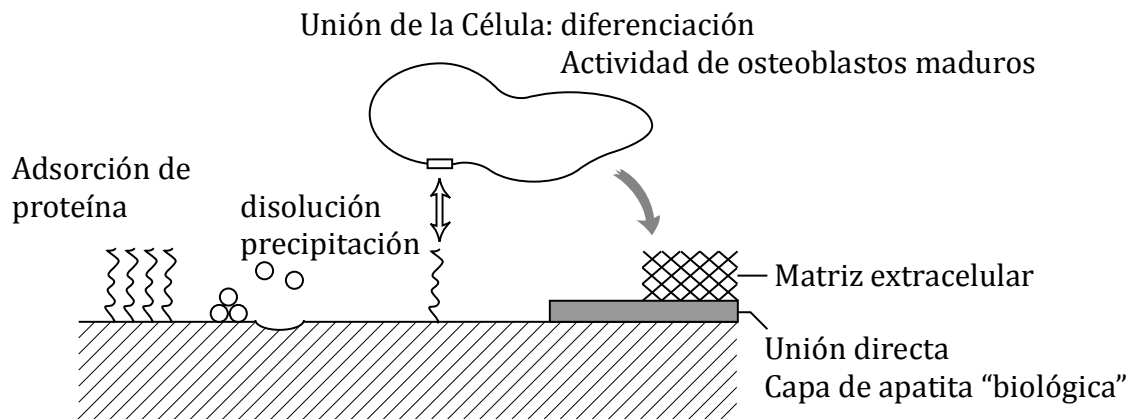 Unión de la Célula: diferenciación
Actividad de osteoblastos maduros
Adsorción de
proteína
disolución
precipitación
Matriz extracelular
Unión directa
Capa de apatita “biológica”